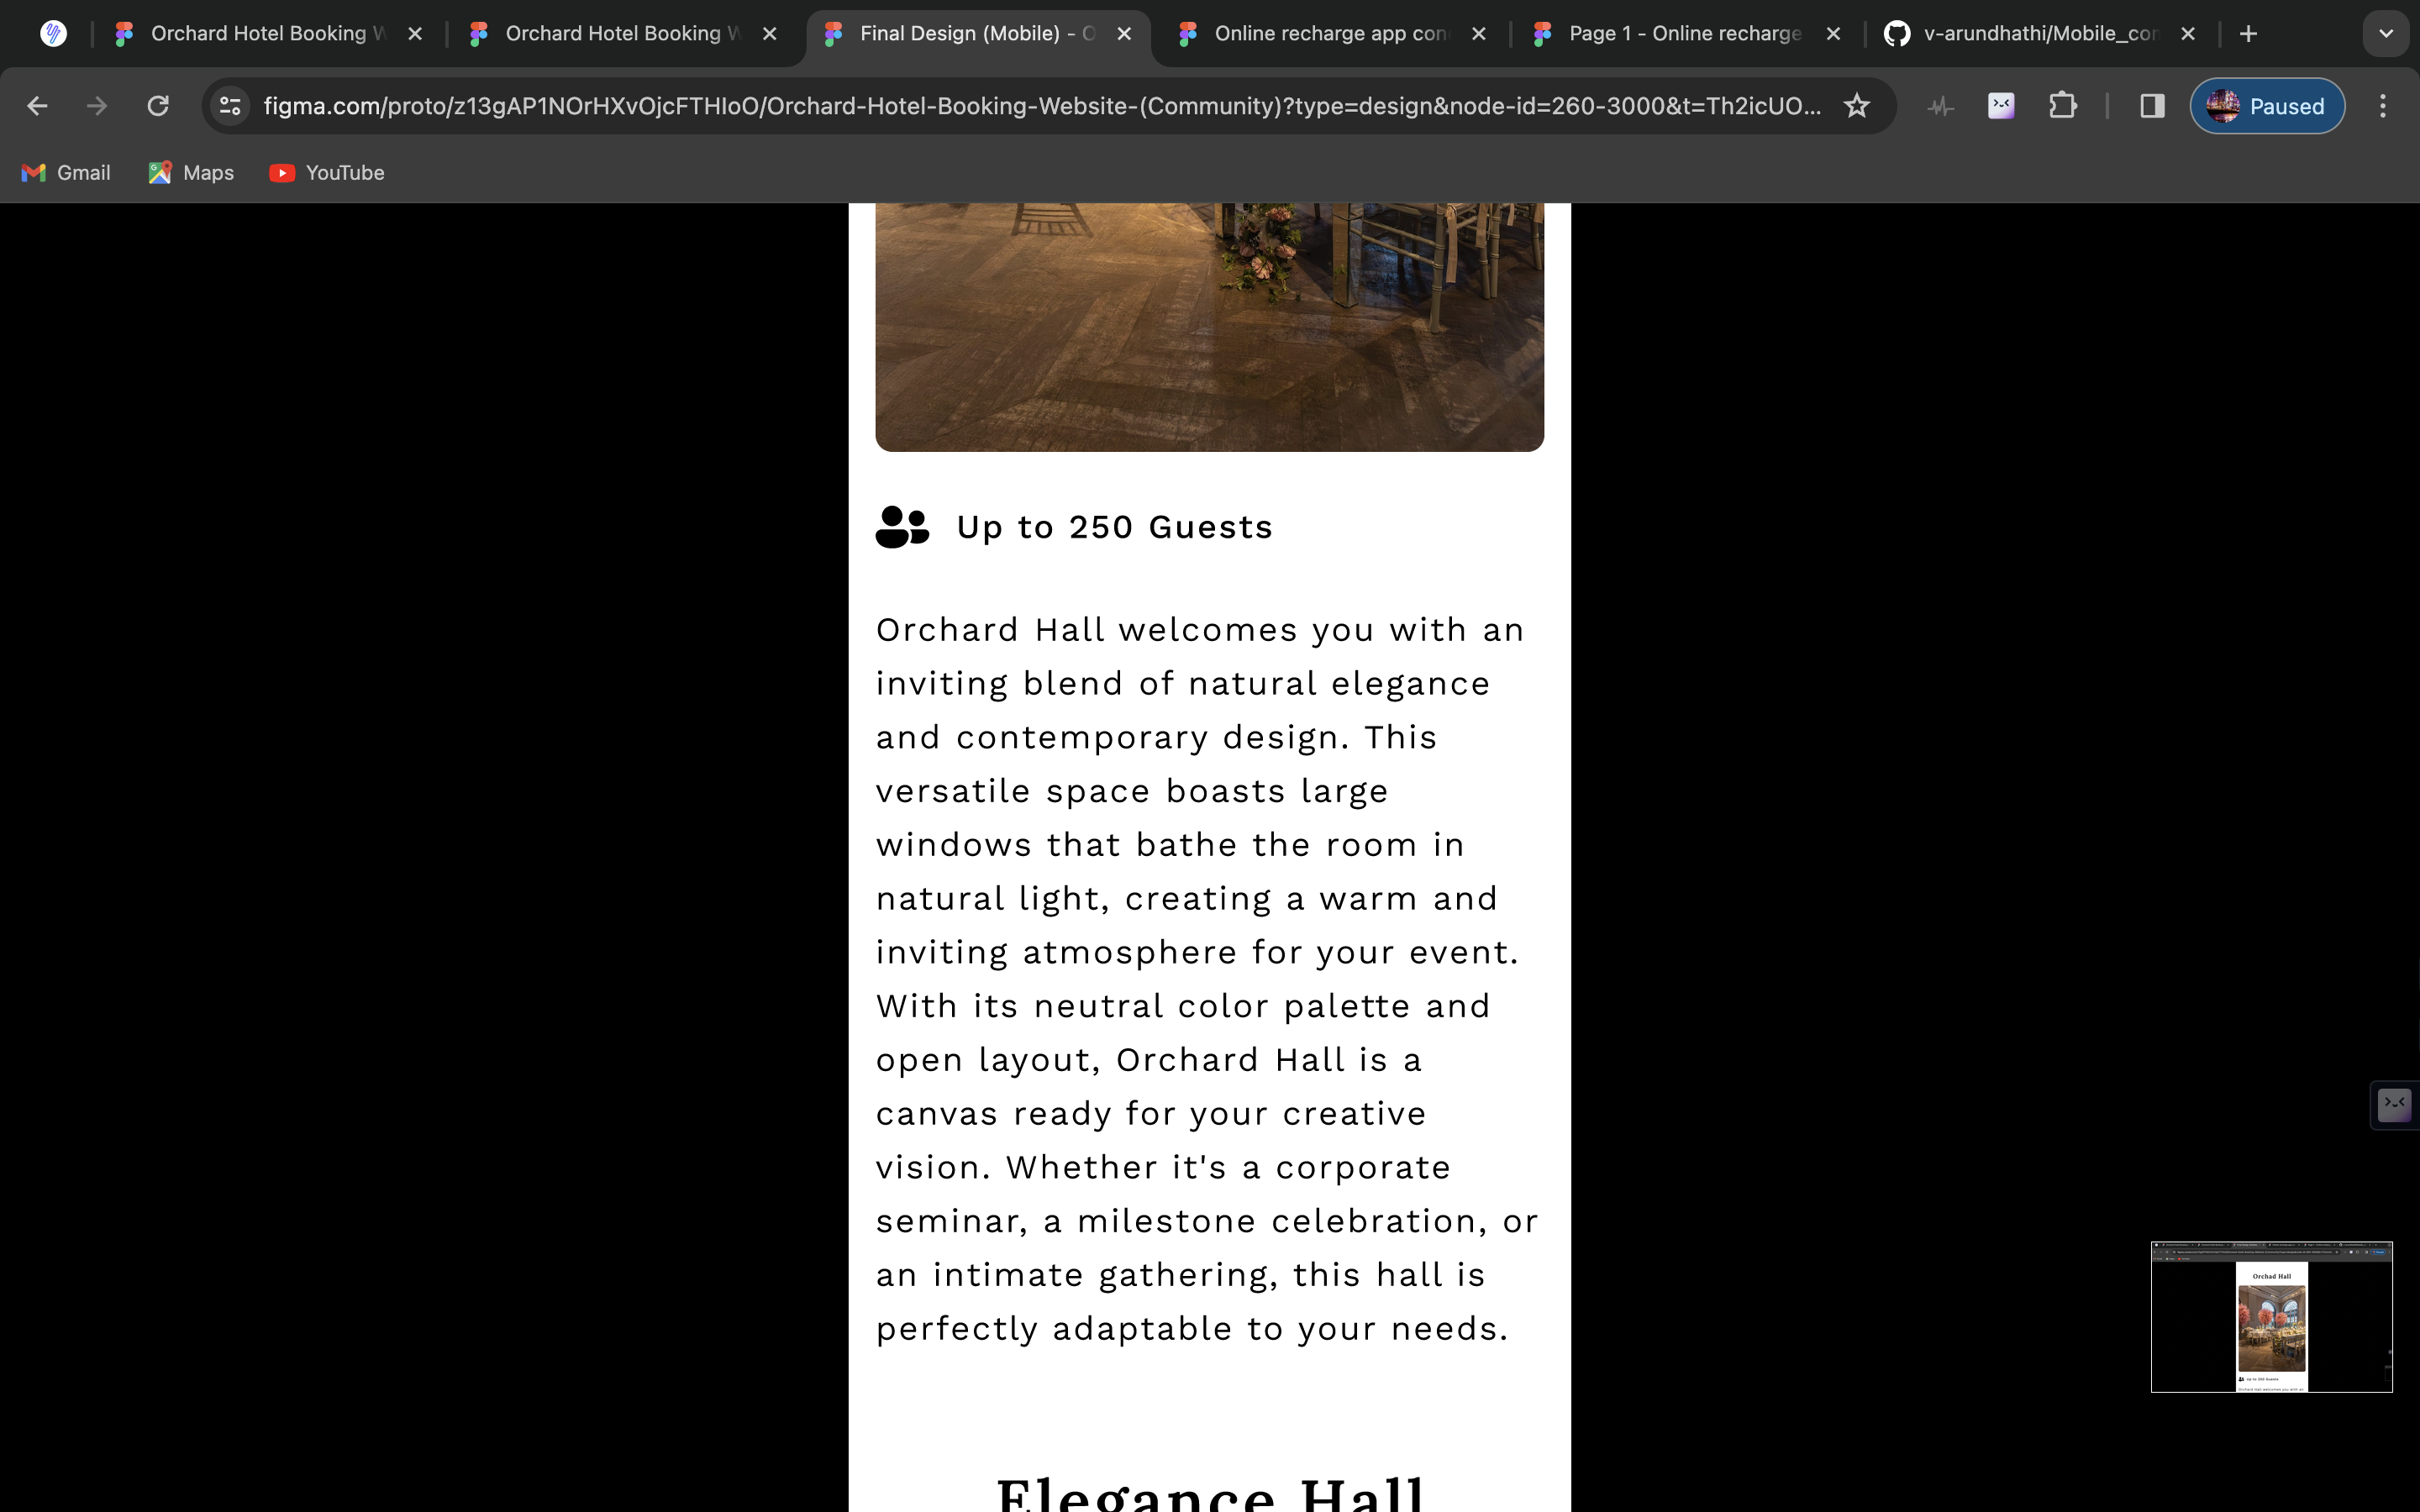 Orchard Hotel Booking W
Orchard Hotel Booking W
Final Design (Mobile) - O
Online recharge app con
Page 1 - Online recharge
v-arundhathi/Mobile_con
figma.com/proto/z13gAP1NOrHXvOjcFTHIoO/Orchard-Hotel-Booking-Website-(Community)?type=design&node-id=260-3000&t=Th2icUO...
Paused
Gmail
Maps
YouTube
Up to 250 Guests
Orchard Hall welcomes you with an
inviting blend of natural elegance
and contemporary design. This
versatile space boasts large
windows that bathe the room in
natural light, creating a warm and
inviting atmosphere for your event.
With its neutral color palette and
open layout, Orchard Hall is a
canvas ready for your creative
vision. Whether it's a corporate
seminar, a milestone celebration, or
an intimate gathering, this hall is
perfectly adaptable to your needs.
Elegance Hall
Orchad Hall
Up to 250 Guests